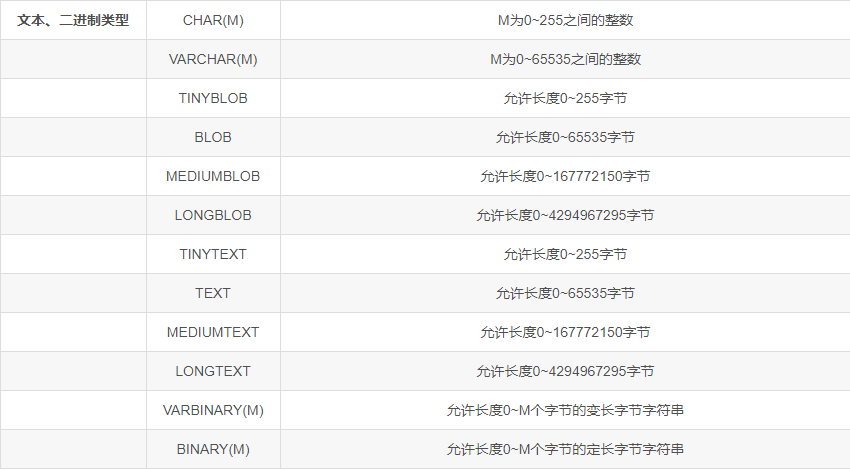 文本、二进制类型 CHAR(M) M为0~255之间的整数
VARCHAR(M) M为0~65535之间的整数
TINYBLOB 允许长度0~255字节
BLOB 允许长度0~65535字节
MEDIUMBLOB 允许长度0~167772150字节
LONGBLOB 允许长度0~4294967295字节
TINYTEXT 允许长度0~255字节
TEXT 允许长度0~65535字节
MEDIUMTEXT 允许长度0~167772150字节
LONGTEXT 允许长度0~4294967295字节
VARBINARY(M) 允许长度0~M个字节的变长字节字符串
BINARY(M) 允许长度0~M个字节的定长字节字符串